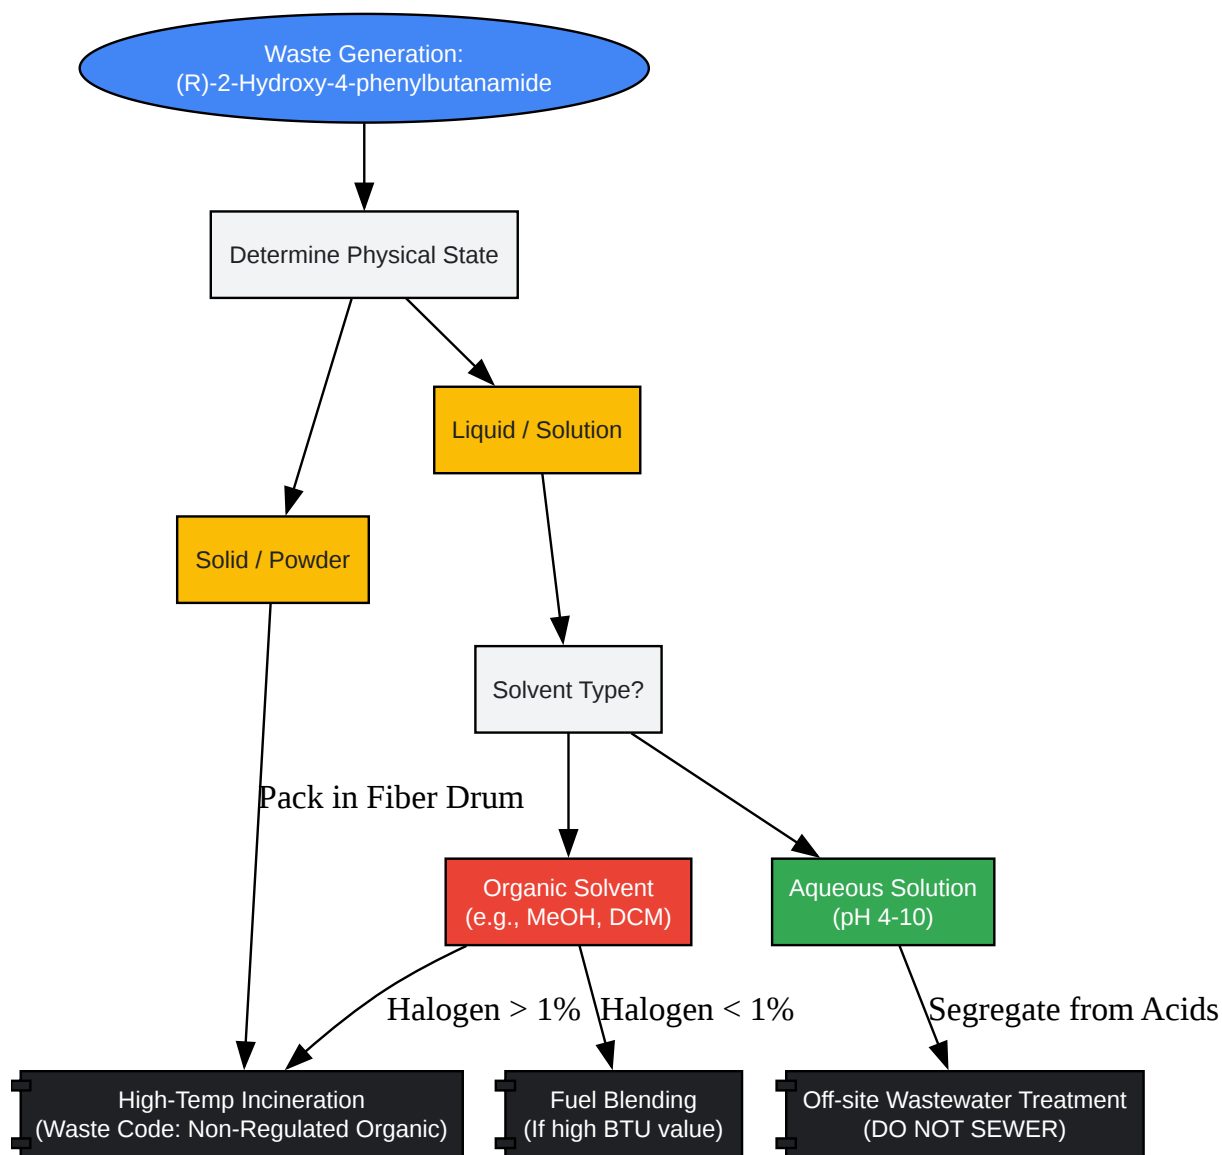 Waste Generation:
(R)-2-Hydroxy-4-phenylbutanamide
Determine Physical State
Liquid / Solution
Solid / Powder
Solvent Type?
Pack in Fiber Drum
Organic Solvent
(e.g., MeOH, DCM)
Aqueous Solution
(pH 4-10)
Halogen > 1%
Halogen < 1%
Segregate from Acids
High-Temp Incineration
(Waste Code: Non-Regulated Organic)
Fuel Blending
(If high BTU value)
Off-site Wastewater Treatment
(DO NOT SEWER)